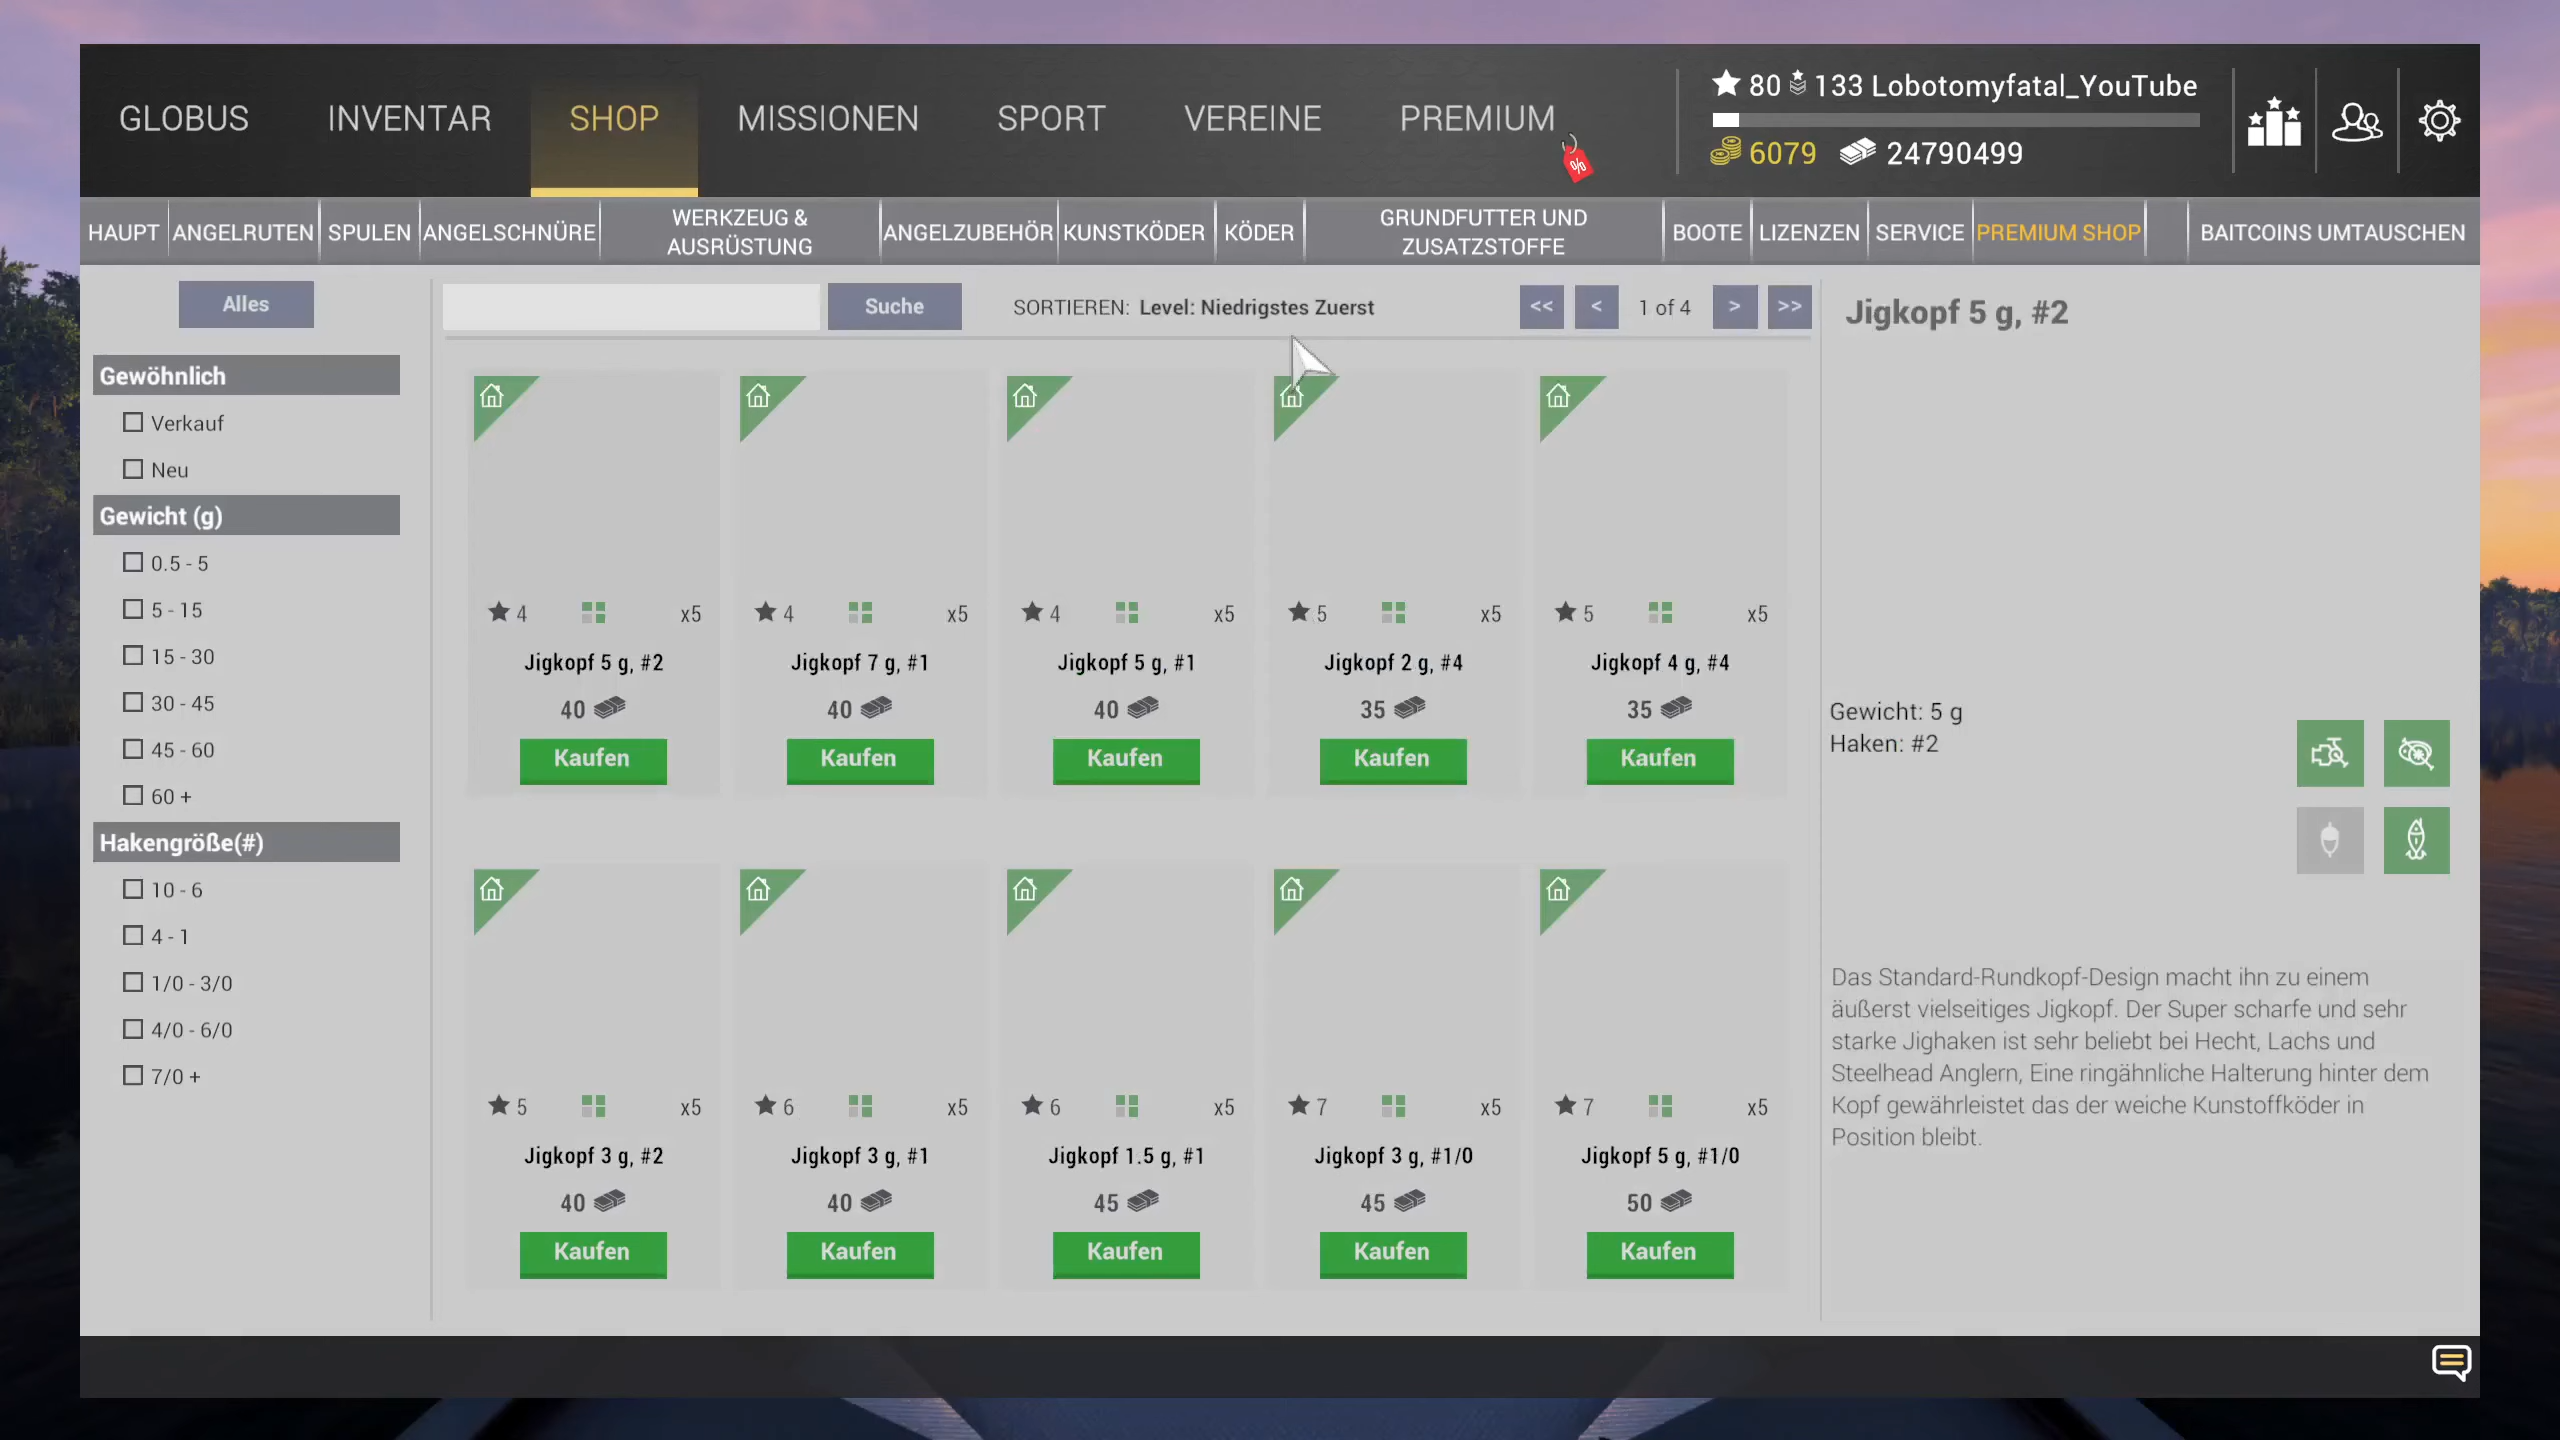 GLOBUS INVENTAR SHOP MISSIONEN SPORT VEREINE PREMIUM
%
80 133 Lobotomyfatal_YouTube
6079 24790499
HAUPT ANGELRUTEN SPULEN ANGELSCHNÜRE WERKZEUG & AUSRÜSTUNG ANGELZUBEHÖR KUNSTKÖDER KÖDER GRUNDFUTTER UND ZUSATZSTOFFE BOOTE LIZENZEN SERVICE PREMIUM SHOP BAITCOINS UMTAUSCHEN
Alles
Gewöhnlich
Verkauf
Neu
Gewicht (g)
0.5 - 5
5 - 15
15 - 30
30 - 45
45 - 60
60 +
Hakengröße(#)
10 - 6
4 - 1
1/0 - 3/0
4/0 - 6/0
7/0 +
Suche SORTIEREN: Level: Niedrigstes Zuerst << < 1 of 4 > >>
4 x5 4 x5 4 x5 5 x5 5 x5
Jigkopf 5 g, #2 Jigkopf 7 g, #1 Jigkopf 5 g, #1 Jigkopf 2 g, #4 Jigkopf 4 g, #4
40 40 40 35 35
Kaufen Kaufen Kaufen Kaufen Kaufen
5 x5 6 x5 6 x5 7 x5 7 x5
Jigkopf 3 g, #2 Jigkopf 3 g, #1 Jigkopf 1.5 g, #1 Jigkopf 3 g, #1/0 Jigkopf 5 g, #1/0
40 40 45 45 50
Kaufen Kaufen Kaufen Kaufen Kaufen
Jigkopf 5 g, #2
Gewicht: 5 g
Haken: #2
Das Standard-Rundkopf-Design macht ihn zu einem
äußerst vielseitiges Jigkopf. Der Super scharfe und sehr
starke Jighaken ist sehr beliebt bei Hecht, Lachs und
Steelhead Anglern, Eine ringähnliche Halterung hinter dem
Kopf gewährleistet das der weiche Kunstoffköder in
Position bleibt.